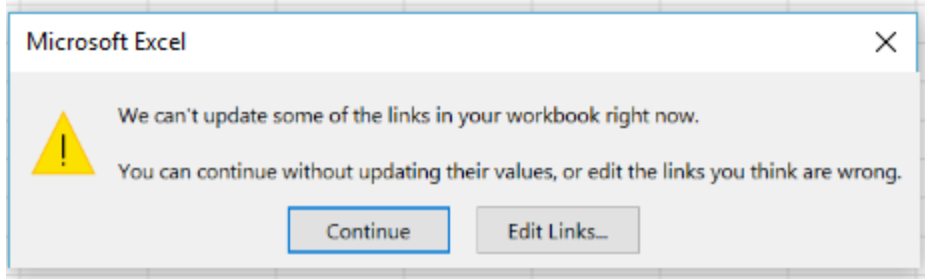 Microsoft Excel
We can't update some of the links in your workbook right now.
You can continue without updating their values, or edit the links you think are wrong.
Continue
Edit Links...